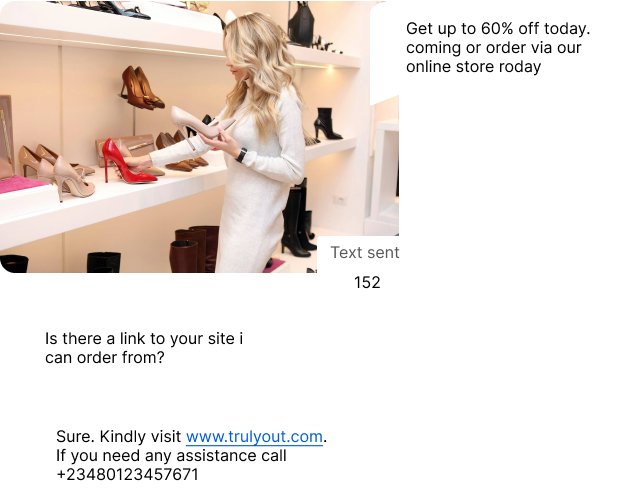 Get up to 60% off today.
coming or order via our
online store roday
Text sent
152
Is there a link to your site i
can order from?
Sure. Kindly visit www.trulyout.com.
If you need any assistance call
+23480123457671